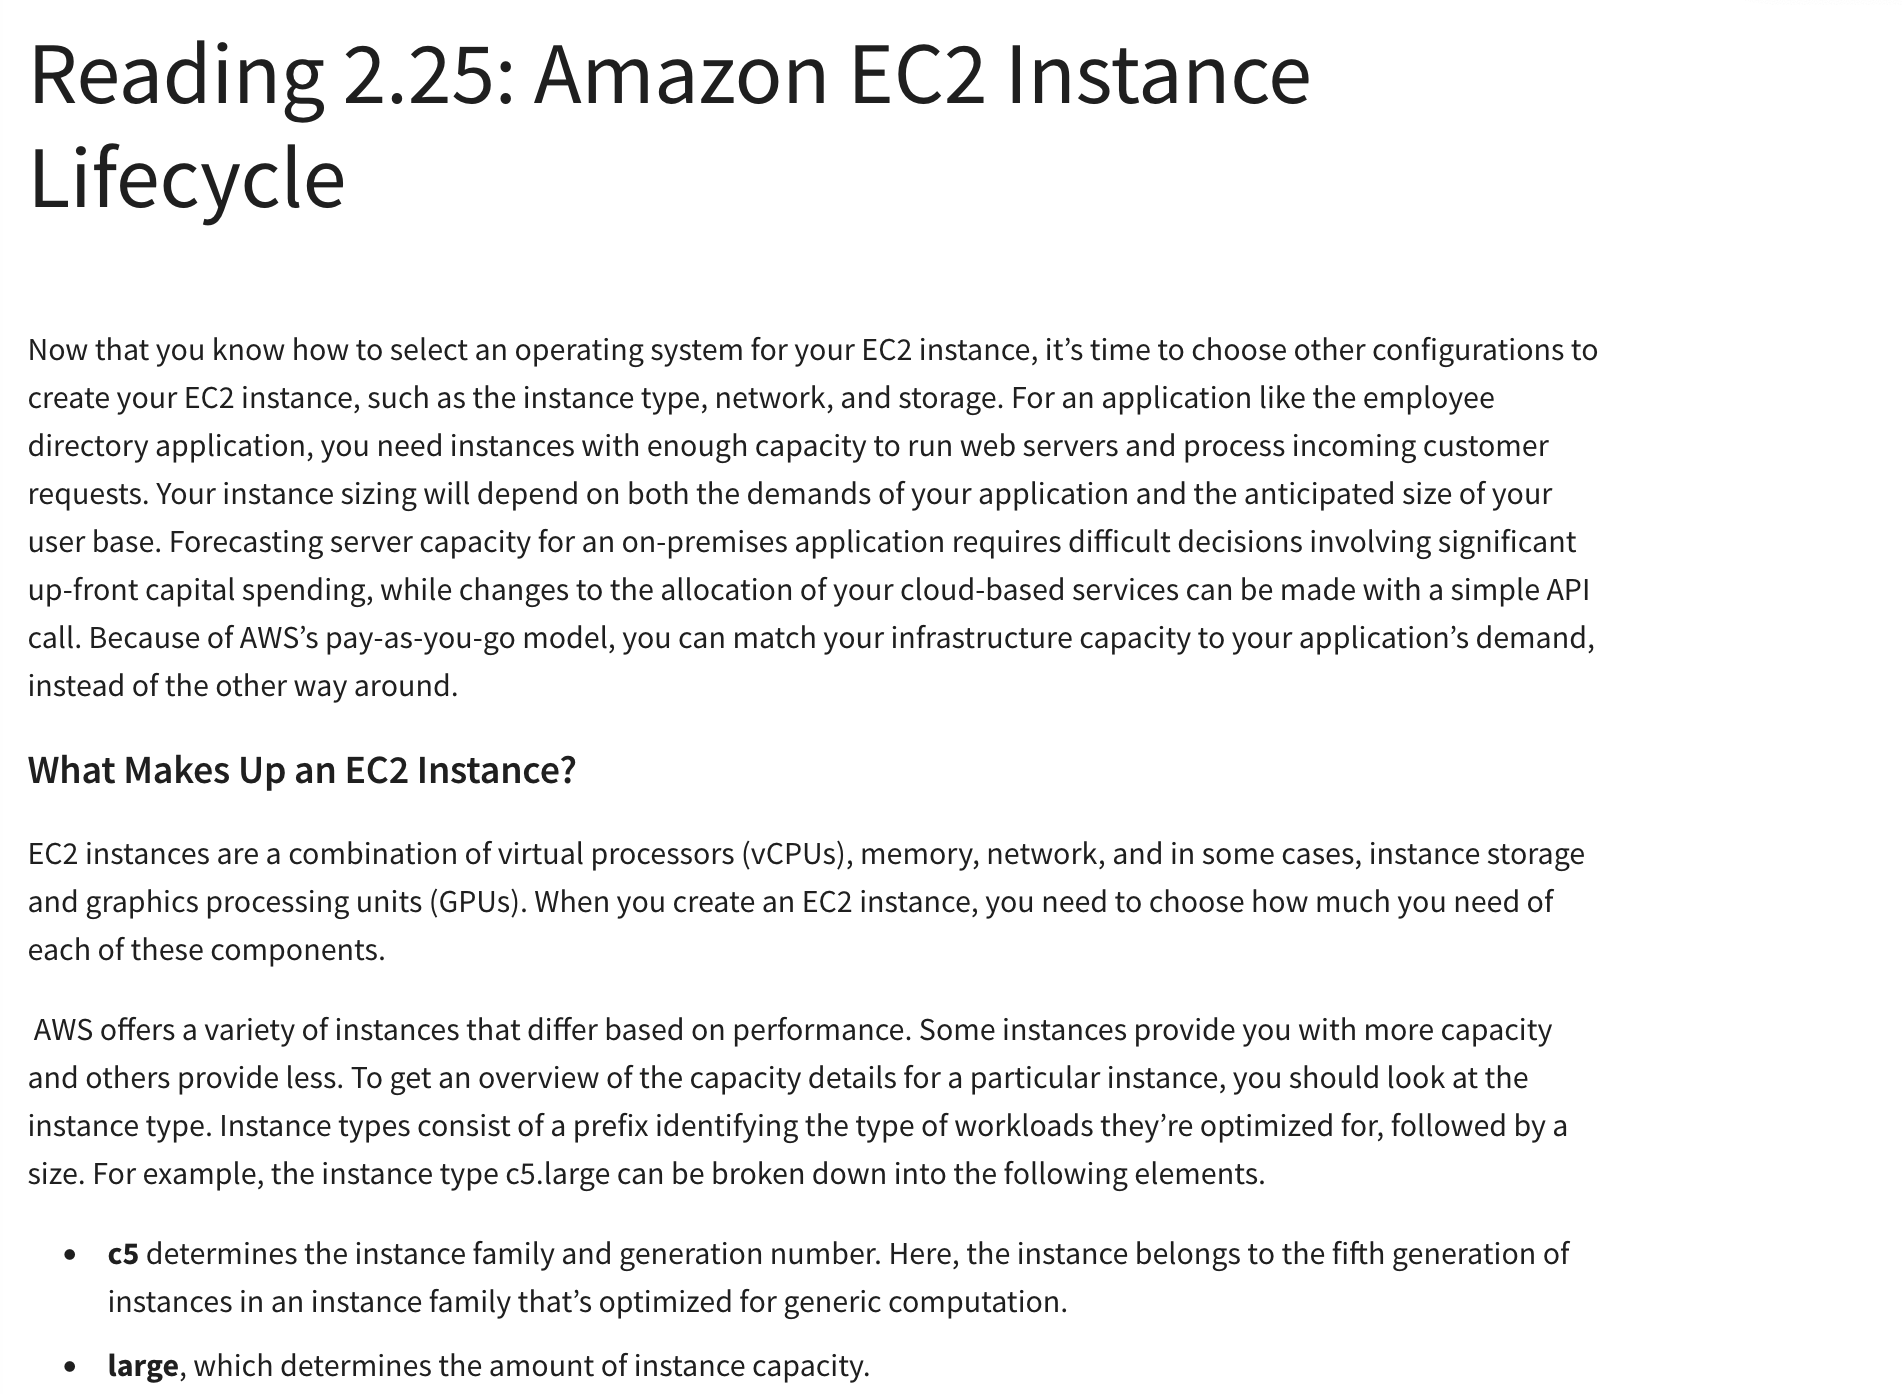 Reading 2.25: Amazon EC2 Instance
Lifecycle
Now that you know how to select an operating system for your EC2 instance, it’s time to choose other configurations to
create your EC2 instance, such as the instance type, network, and storage. For an application like the employee
directory application, you need instances with enough capacity to run web servers and process incoming customer
requests. Your instance sizing will depend on both the demands of your application and the anticipated size of your
user base. Forecasting server capacity for an on-premises application requires difficult decisions involving significant
up-front capital spending, while changes to the allocation of your cloud-based services can be made with a simple API
call. Because of AWS’s pay-as-you-go model, you can match your infrastructure capacity to your application’s demand,
instead of the other way around.
What Makes Up an EC2 Instance?
EC2 instances are a combination of virtual processors (vCPUs), memory, network, and in some cases, instance storage
and graphics processing units (GPUs). When you create an EC2 instance, you need to choose how much you need of
each of these components.
AWS offers a variety of instances that differ based on performance. Some instances provide you with more capacity
and others provide less. To get an overview of the capacity details for a particular instance, you should look at the
instance type. Instance types consist of a prefix identifying the type of workloads they’re optimized for, followed by a
size. For example, the instance type c5.large can be broken down into the following elements.
• c5 determines the instance family and generation number. Here, the instance belongs to the fifth generation of
instances in an instance family that’s optimized for generic computation.
• large, which determines the amount of instance capacity.